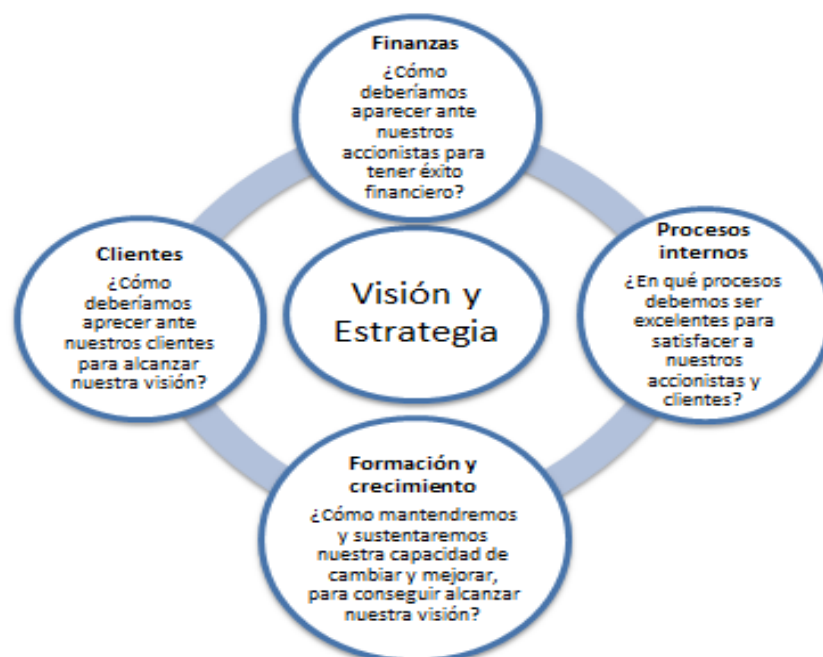 Finanzas
¿Cómo
deberíamos
aparecer ante
nuestros
accionistas para
tener éxito
financiero?
Clientes
¿Cómo
deberíamos
aprecer ante
nuestros clientes
para alcanzar
nuestra visión?
Visión y
Estrategia
Procesos
internos
¿En qué procesos
debemos ser
excelentes para
satisfacer a
nuestros
accionistas y
clientes?
Formación y
crecimiento
¿Cómo mantendremos
y sustentaremos
nuestra capacidad de
cambiar y mejorar,
para conseguir alcanzar
nuestra visión?